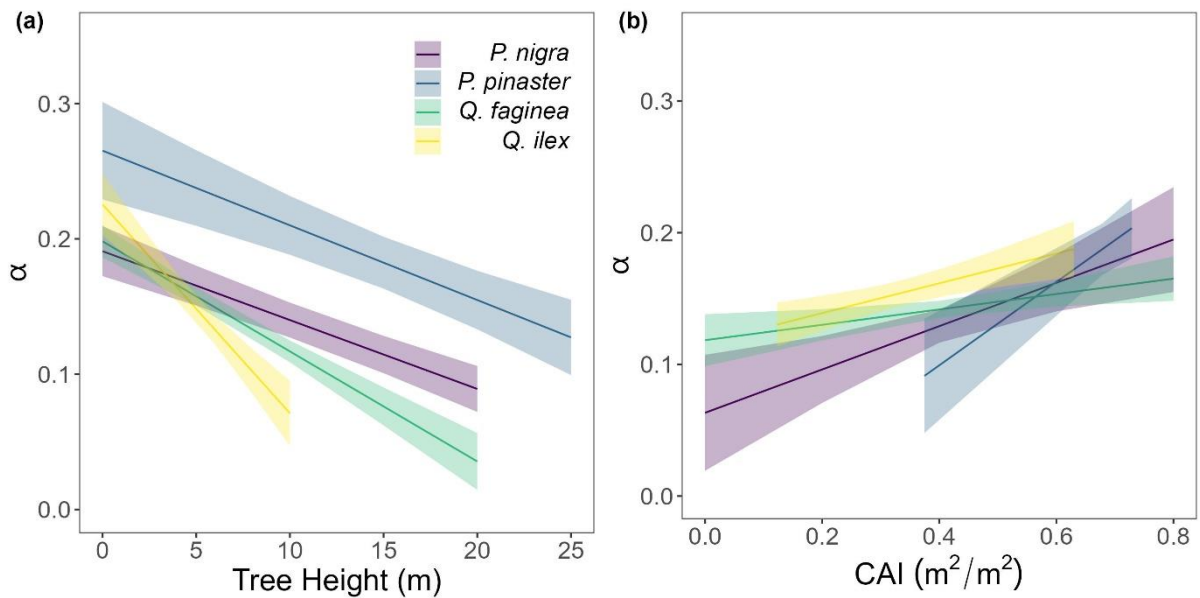 (a)
P. nigra
P. pinaster
Q. faginea
Q. ilex
0.3
0.2
0.1
0.0
α
0
5
10
15
20
25
Tree Height (m)
(b)
0.3
0.2
0.1
0.0
α
0.0
0.2
0.4
0.6
0.8
CAI (m²/m²)